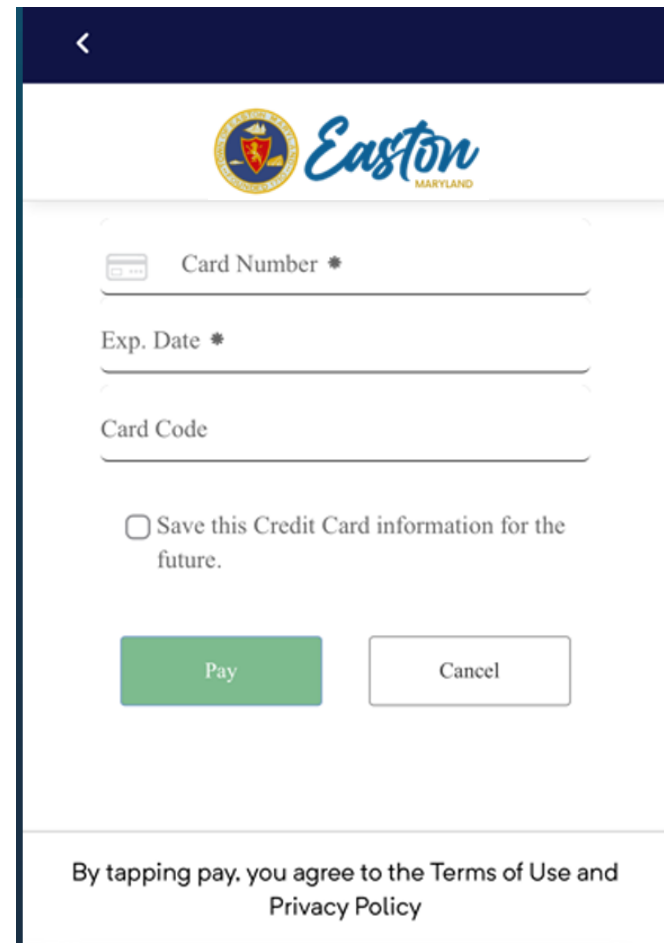 Easton
MARYLAND
Card Number *
Exp. Date *
Card Code
Save this Credit Card information for the
future.
Pay
Cancel
By tapping pay, you agree to the Terms of Use and
Privacy Policy